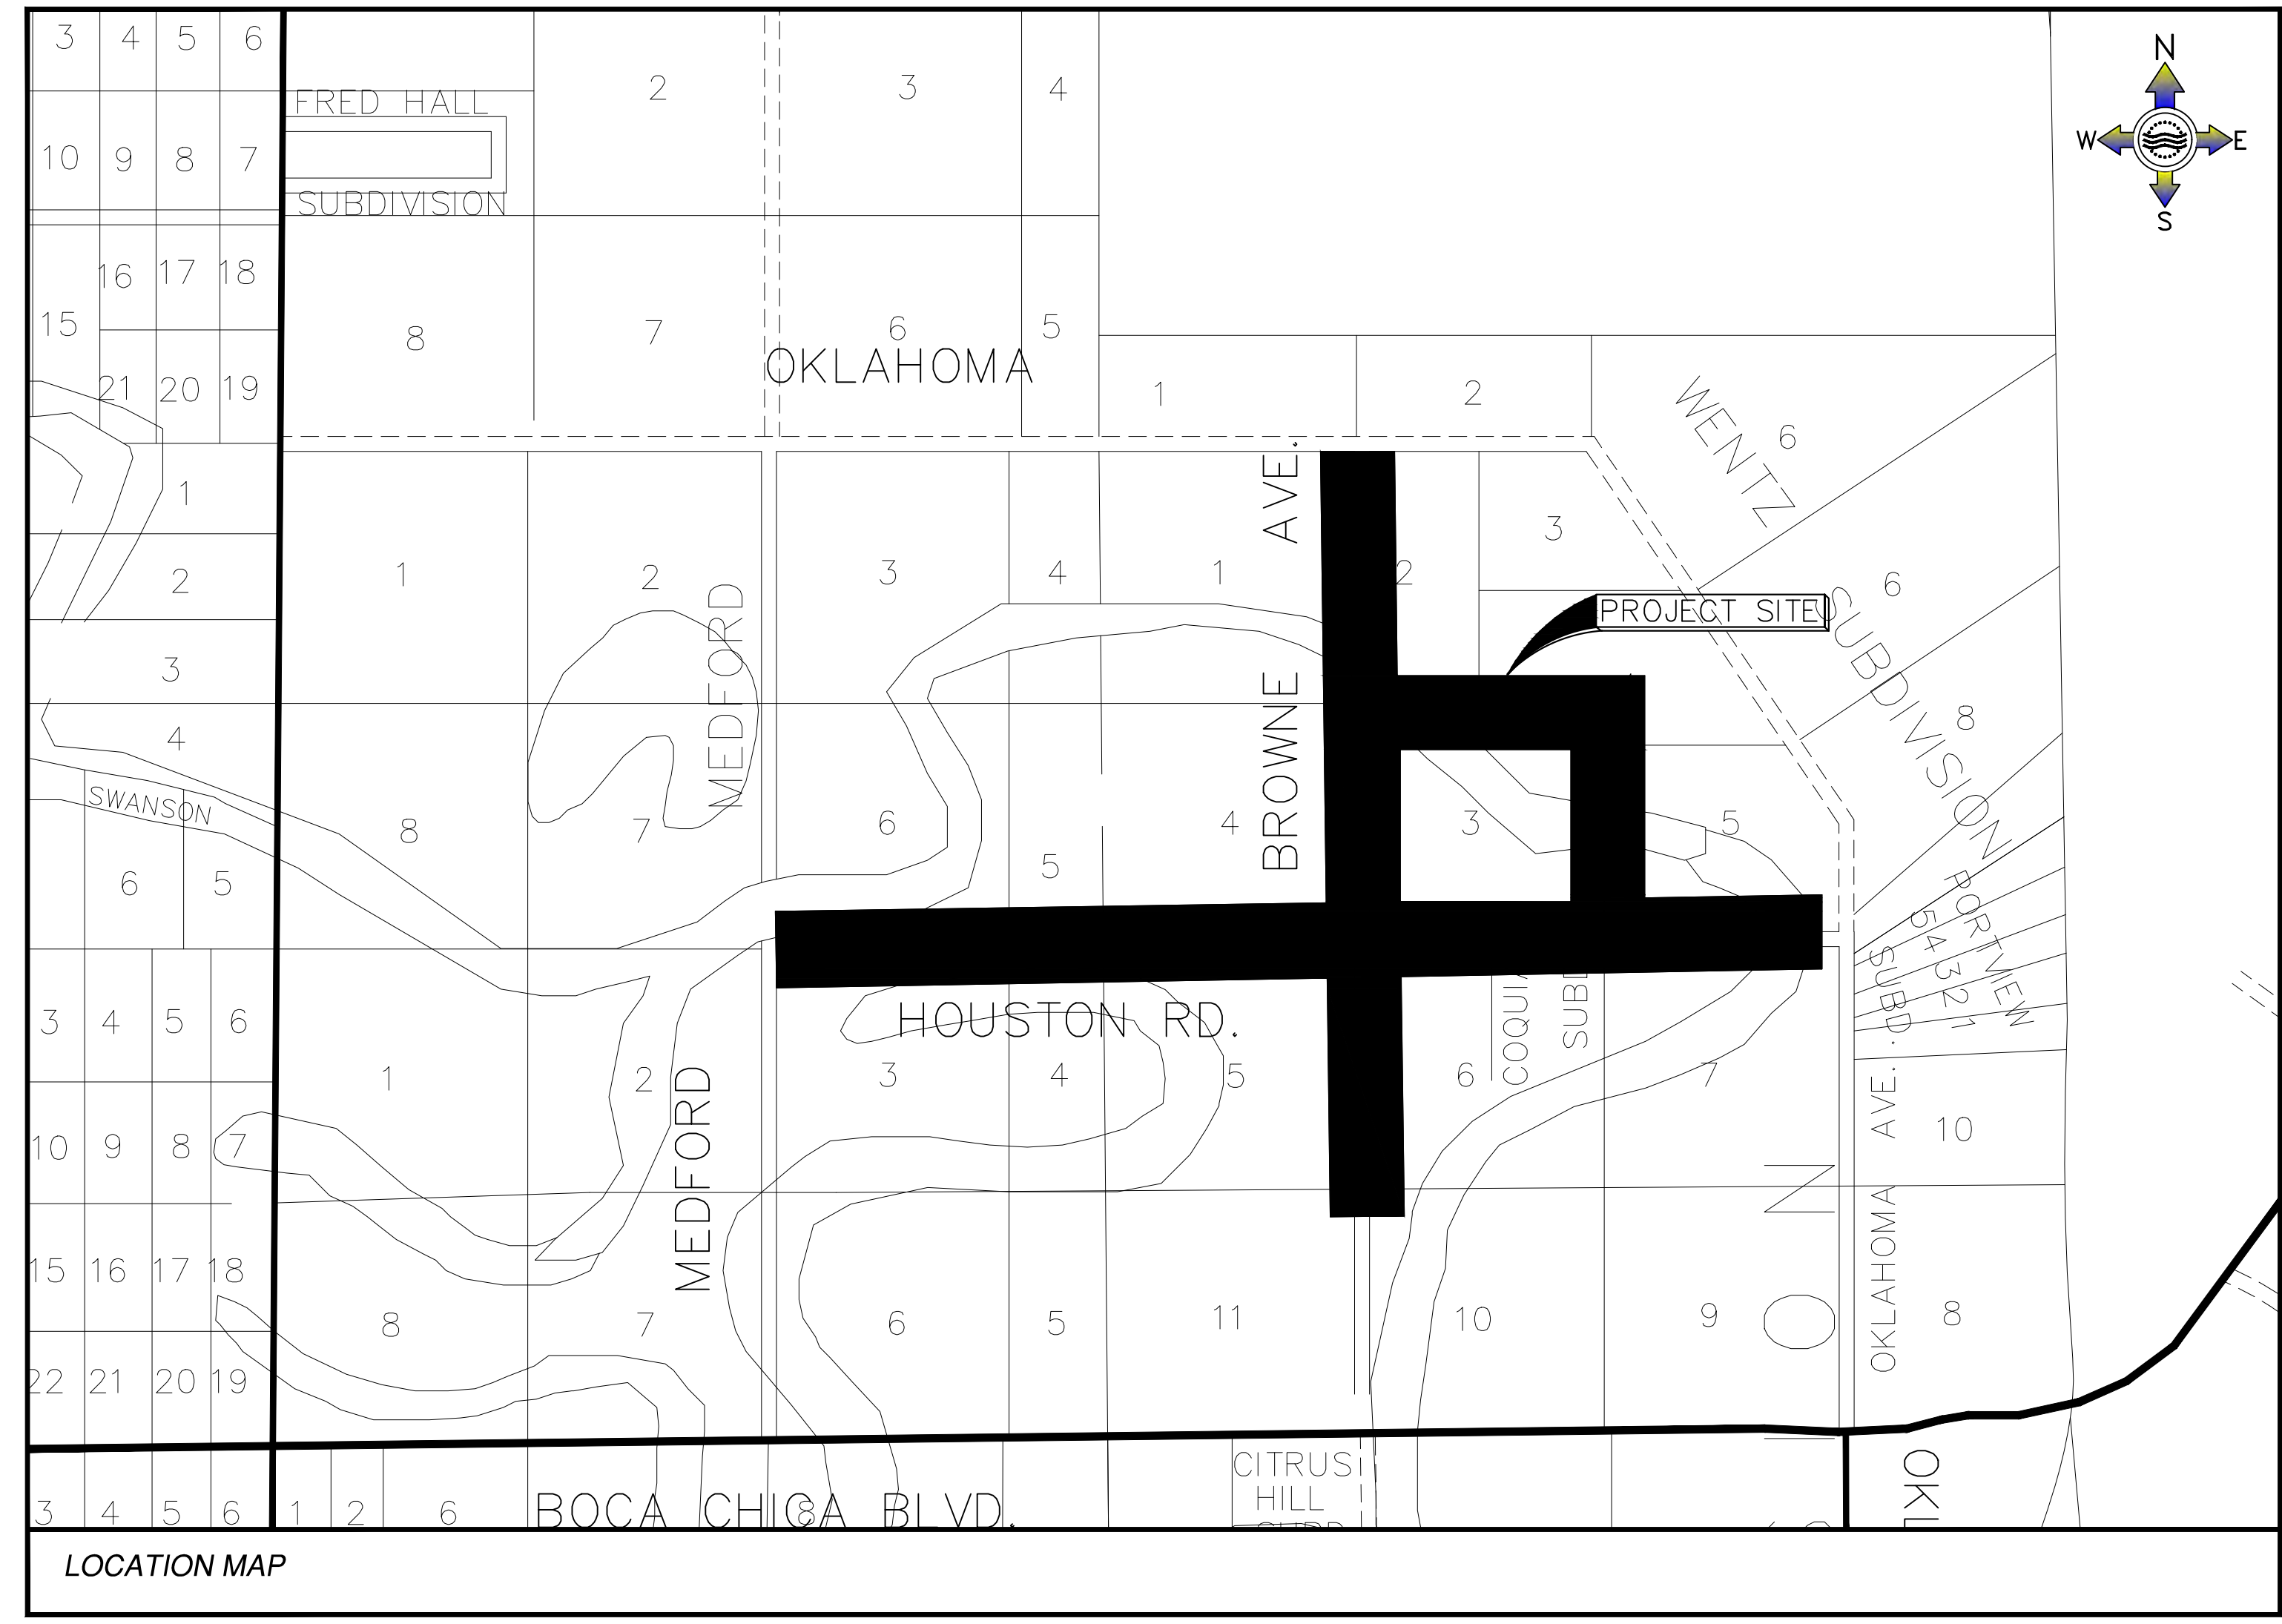 3 4 5 6
N
W E
S
FRED HALL
2 3 4
10 9 8 7
SUBDIVISION
16 17 18
15
8 7 6 5
OKLAHOMA
21 20 19
1 2
WENTZ
6
1
BROWNE AVE.
3
1 2 3 4 1 2
2
6
PROJECT SITE
SUBDIVISION
MEDFORD
3
8
4
SWANSON
8 7 6 4 3 5
5
6 5
PORTVIEW
SUBD.
5 4 3 2 1
3 4 5 6
HOUSTON RD.
COQUI
SUB
1 2 3 4 5 6 7
MEDFORD
OKLAHOMA AVE.
10
10 9 8 7
N
15 16 17 18
8 7 6 5 11 10 9 8
O
22 21 20 19
CITRUS
HILL
OKL
3 4 5 6 1 2 6 8
BOCA CHICA BLVD.
LOCATION MAP